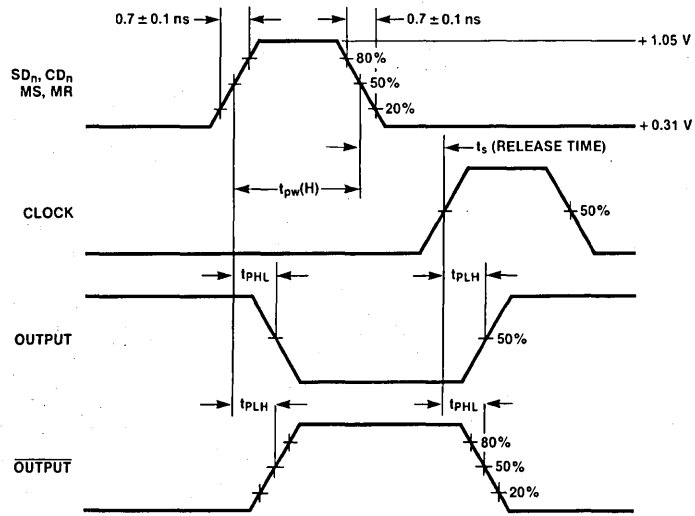 0.7 ± 0.1 ns
0.7 ± 0.1 ns
+ 1.05 V
80%
SDn, CDn
MS, MR
50%
20%
+ 0.31 V
ts (RELEASE TIME)
tpw(H)
CLOCK
50%
tPHL
tPLH
OUTPUT
50%
tPLH
tPHL
80%
OUTPUT
50%
20%